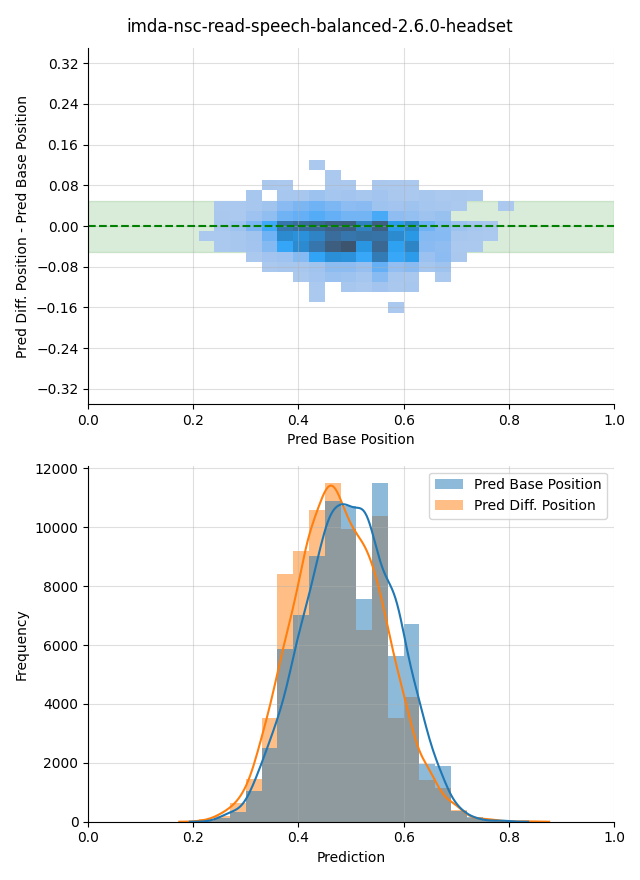 imda-nsc-read-speech-balanced-2.6.0-headset
0.32
0.24
0.16
0.08
0.00
−0.08
−0.16
−0.24
−0.32
Pred Diff. Position - Pred Base Position
0.0 0.2 0.4 0.6 0.8 1.0
Pred Base Position
12000
10000
8000
6000
4000
2000
0
Frequency
Pred Base Position
Pred Diff. Position
0.0 0.2 0.4 0.6 0.8 1.0
Prediction